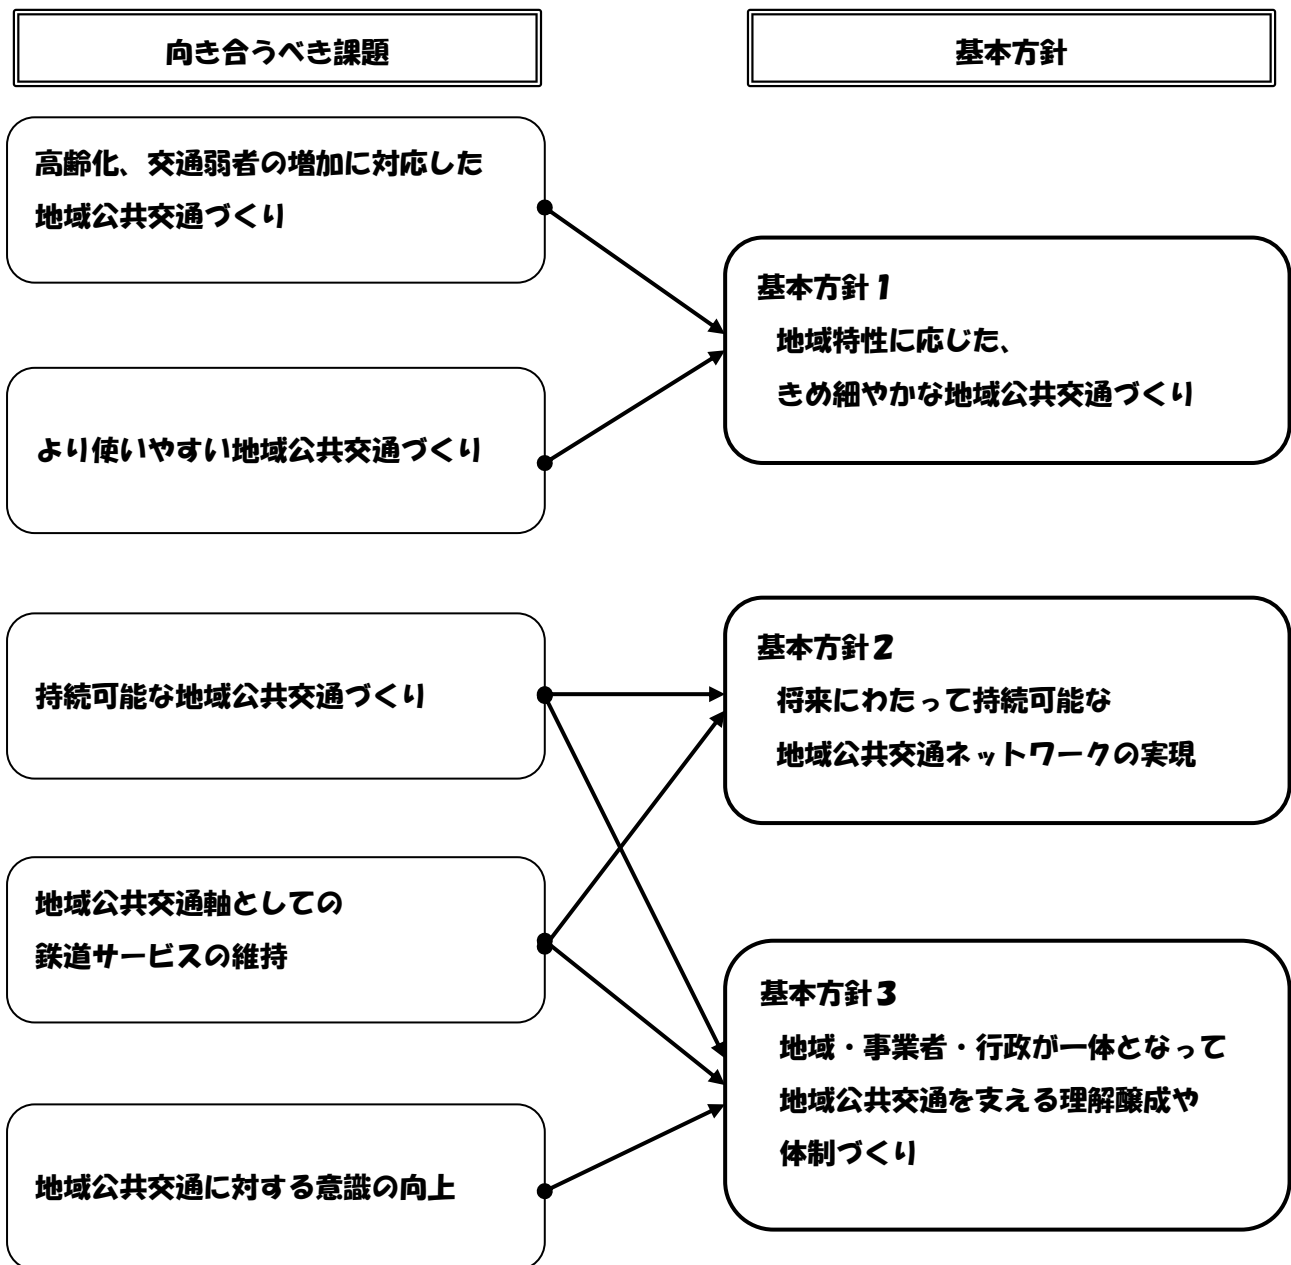 向き合うべき課題
高齢化、交通弱者の増加に対応した
地域公共交通づくり
より使いやすい地域公共交通づくり
持続可能な地域公共交通づくり
地域公共交通軸としての
鉄道サービスの維持
地域公共交通に対する意識の向上
基本方針
基本方針1
地域特性に応じた、
きめ細やかな地域公共交通づくり
基本方針2
将来にわたって持続可能な
地域公共交通ネットワークの実現
基本方針3
地域・事業者・行政が一体となって
地域公共交通を支える理解醸成や
体制づくり